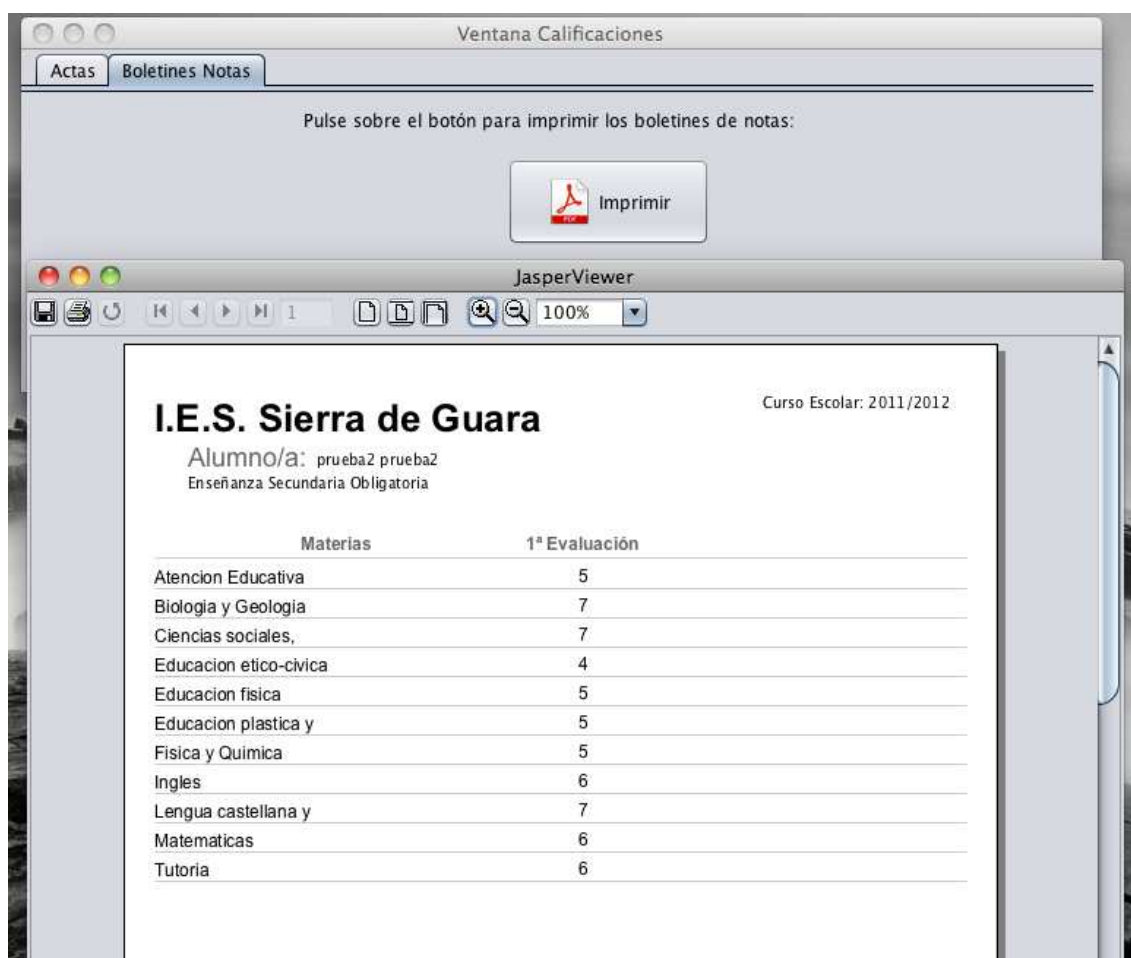 Ventana Calificaciones
Actas Boletines Notas
Pulse sobre el botón para imprimir los boletines de notas:
PDF Imprimir
JasperViewer
1 100%
I.E.S. Sierra de Guara Curso Escolar: 2011/2012
Alumno/a: prueba2 prueba2
Enseñanza Secundaria Obligatoria
Materias 1ª Evaluación
Atencion Educativa 5
Biologia y Geologia 7
Ciencias sociales, 7
Educacion etico-civica 4
Educacion fisica 5
Educacion plastica y 5
Fisica y Quimica 5
Ingles 6
Lengua castellana y 7
Matematicas 6
Tutoria 6